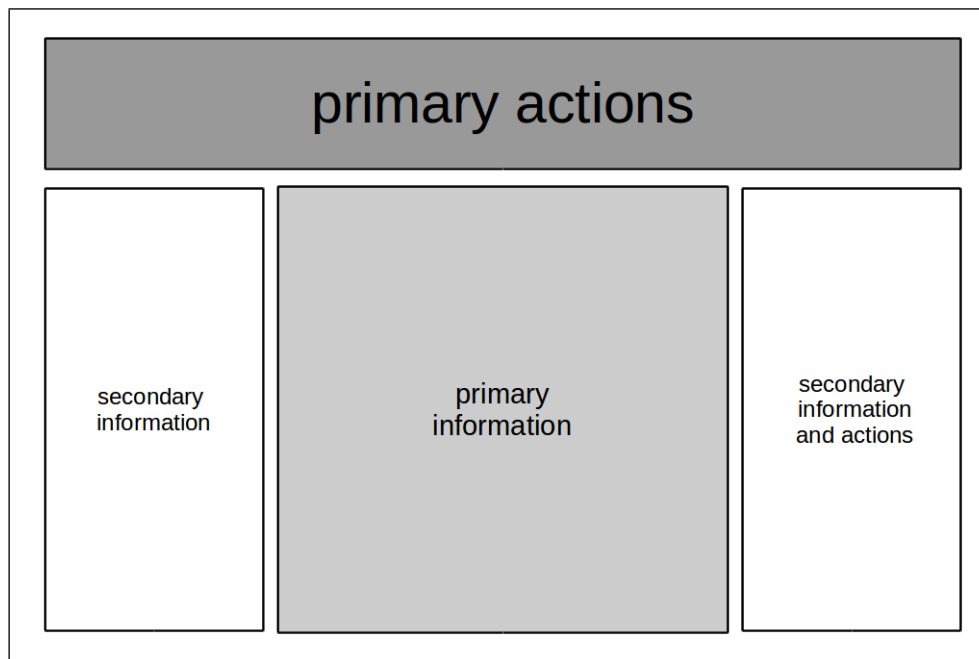 primary actions
secondary
information
primary
information
secondary
information
and actions